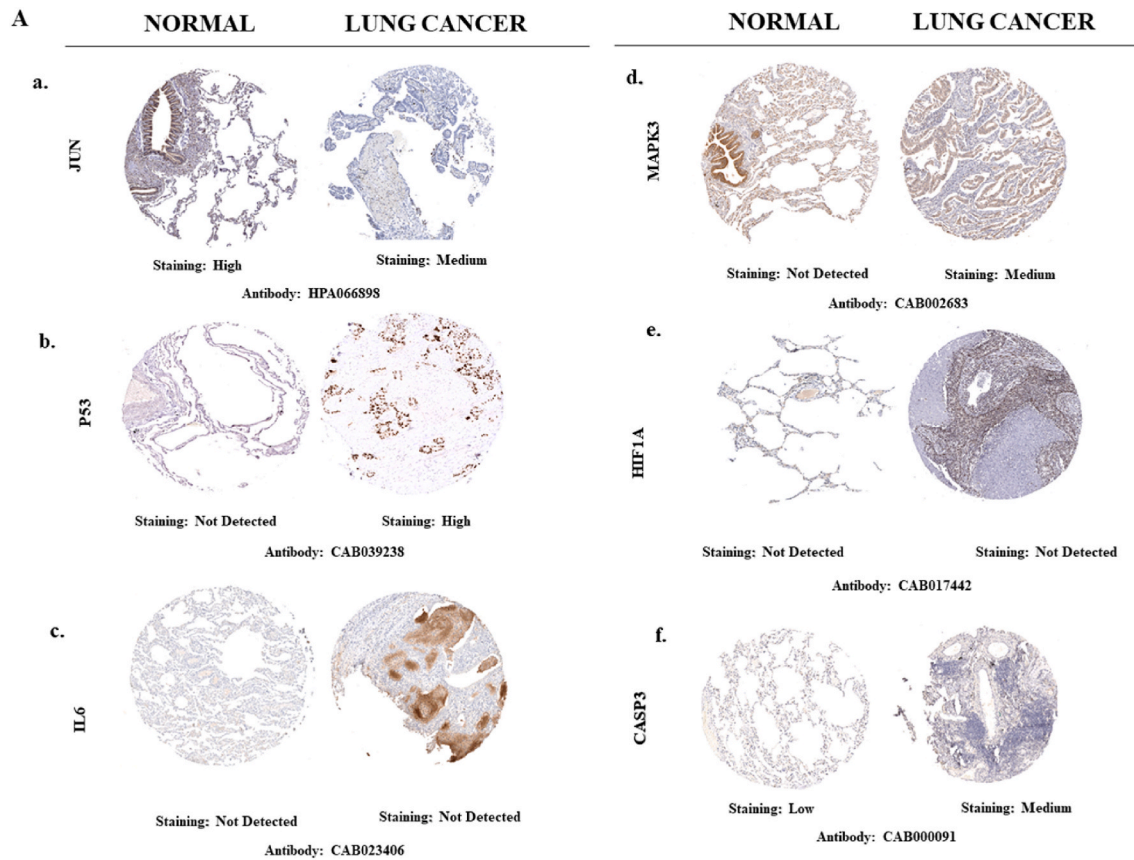 A
NORMAL LUNG CANCER
a.
JUN
Staining: High Staining: Medium
Antibody: HPA066898
b.
P53
Staining: Not Detected Staining: High
Antibody: CAB039238
c.
IL6
Staining: Not Detected Staining: Not Detected
Antibody: CAB023406
NORMAL LUNG CANCER
d.
MAPK3
Staining: Not Detected Staining: Medium
Antibody: CAB002683
e.
HIF1A
Staining: Not Detected Staining: Not Detected
Antibody: CAB017442
f.
CASP3
Staining: Low Staining: Medium
Antibody: CAB000091